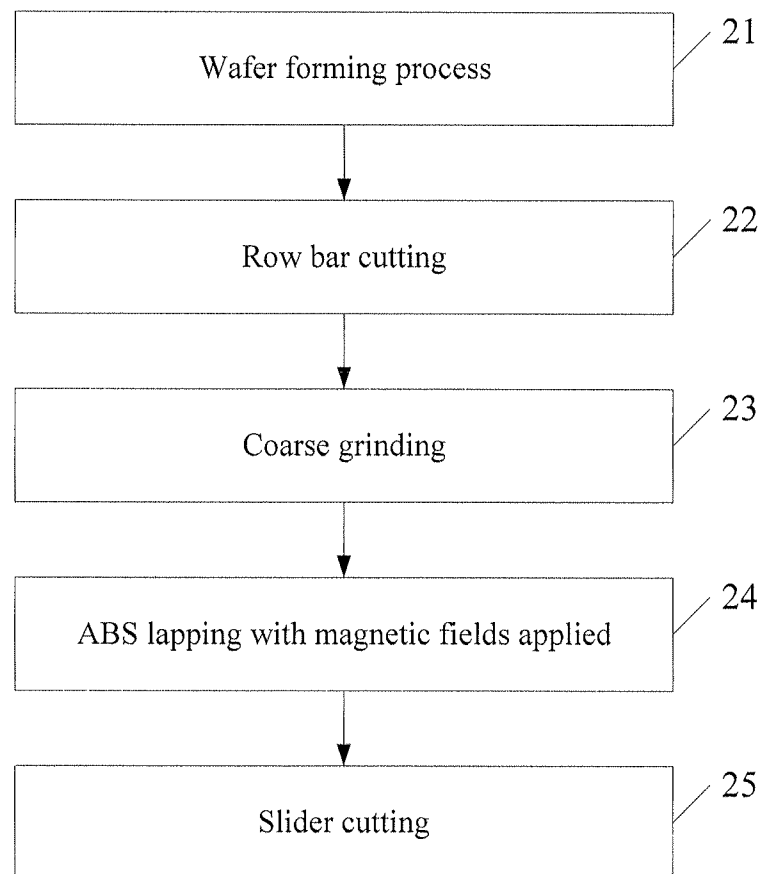 21
Wafer forming process
22
Row bar cutting
23
Coarse grinding
24
ABS lapping with magnetic fields applied
25
Slider cutting